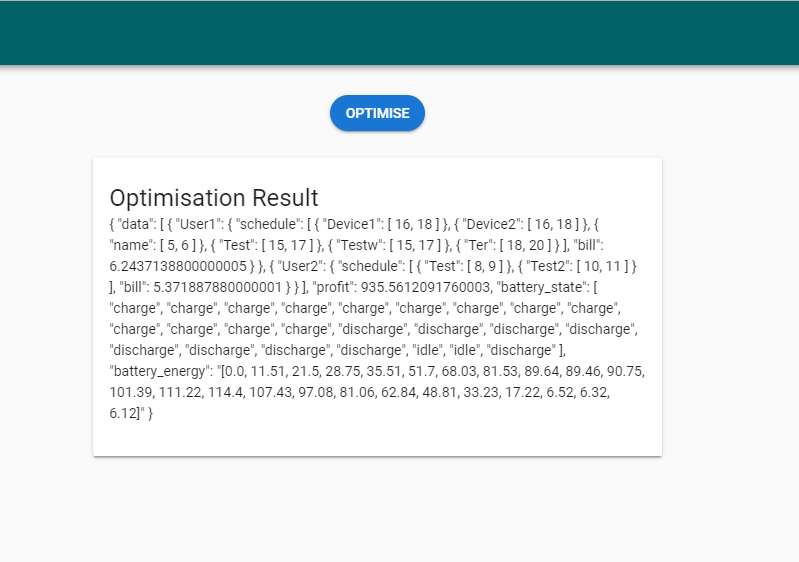 OPTIMISE
Optimisation Result
{ "data": [ { "User1": { "schedule": [ { "Device1": [ 16, 18 ] }, { "Device2": [ 16, 18 ] }, {
"name": [ 5, 6 ] }, { "Test": [ 15, 17 ] }, { "Testw": [ 15, 17 ] }, { "Ter": [ 18, 20 ] } ], "bill":
6.2437138800000005 } }, { "User2": { "schedule": [ { "Test": [ 8, 9 ] }, { "Test2": [ 10, 11 ] }
], "bill": 5.371887880000001 } } ], "profit": 935.5612091760003, "battery_state": [
"charge", "charge", "charge", "charge", "charge", "charge", "charge", "charge", "charge",
"charge", "charge", "charge", "charge", "discharge", "discharge", "discharge", "discharge",
"discharge", "discharge", "discharge", "discharge", "idle", "idle", "discharge" ],
"battery_energy": "[0.0, 11.51, 21.5, 28.75, 35.51, 51.7, 68.03, 81.53, 89.64, 89.46, 90.75,
101.39, 111.22, 114.4, 107.43, 97.08, 81.06, 62.84, 48.81, 33.23, 17.22, 6.52, 6.32,
6.12]" }